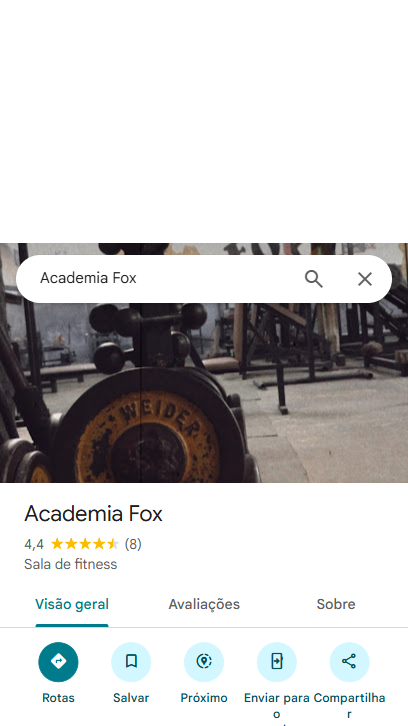 Academia Fox
WEIDER
Academia Fox
4,4 (8)
Sala de fitness
Visão geral Avaliações Sobre
Rotas Salvar Próximo Enviar para o Compartilhar